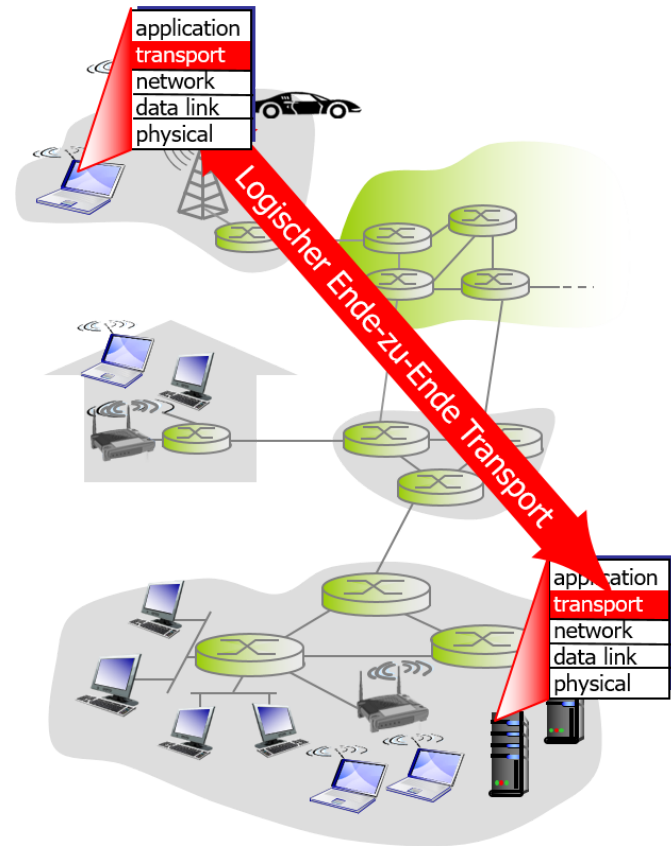 application
transport
network
data link
physical
Logischer Ende-zu-Ende Transport
application
transport
network
data link
physical